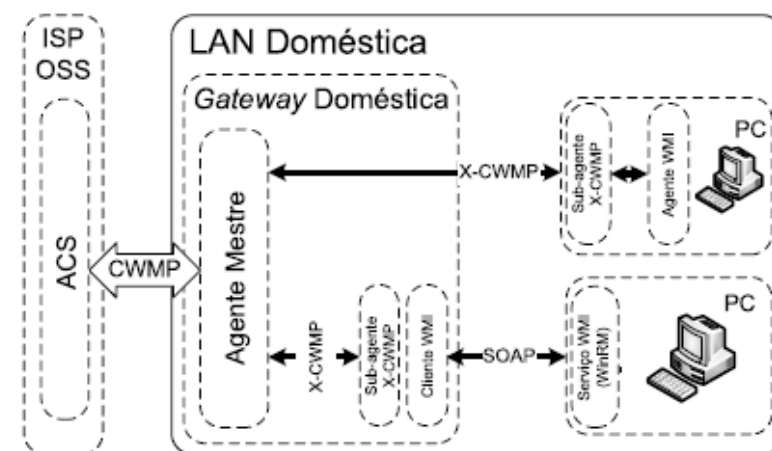 ISP
OSS
ACS
CWMP
LAN Doméstica
Gateway Doméstica
Agente Mestre
X-CWMP
Sub-agente
X-CWMP
Agente WMI
PC
X-CWMP
Sub-agente
X-CWMP
Cliente WMI
SOAP
Serviço WMI
(WinRM)
PC